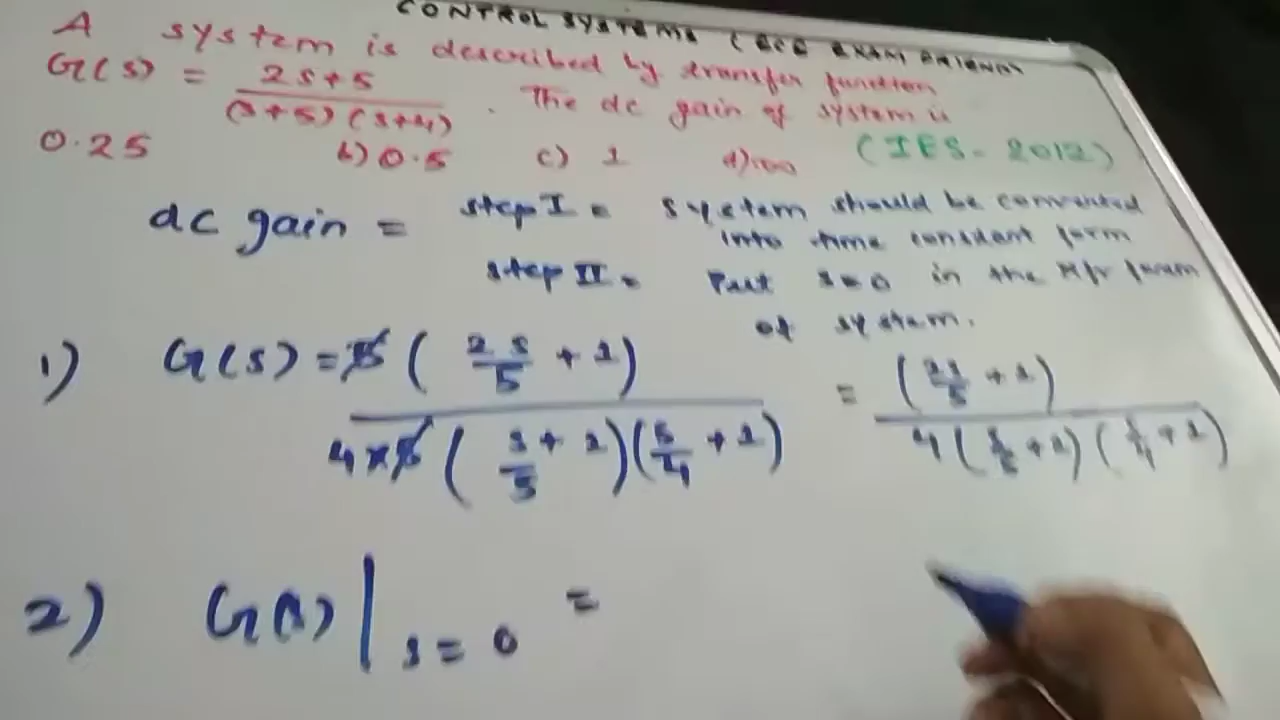 CONTROL SYSTEMS (ECE EXAM
A system is described by transfer function
G(s) = 2s+5 / (s+5) (s+4) . The dc gain of system is
0.25 b) 0.5 c) 1 d) (IES-2012)
dc gain = step I = system should be converted
into time constant form
step II = Put s=0 in the form
of system.
1) G(s) = 5 ( 2s/5 + 1 ) / 4×5 ( s/5 + 1 ) ( s/4 + 1 ) = ( 2s/5 + 1 ) / 4 ( s/5 + 1 ) ( s/4 + 1 )
2) G(s) | s = 0 =